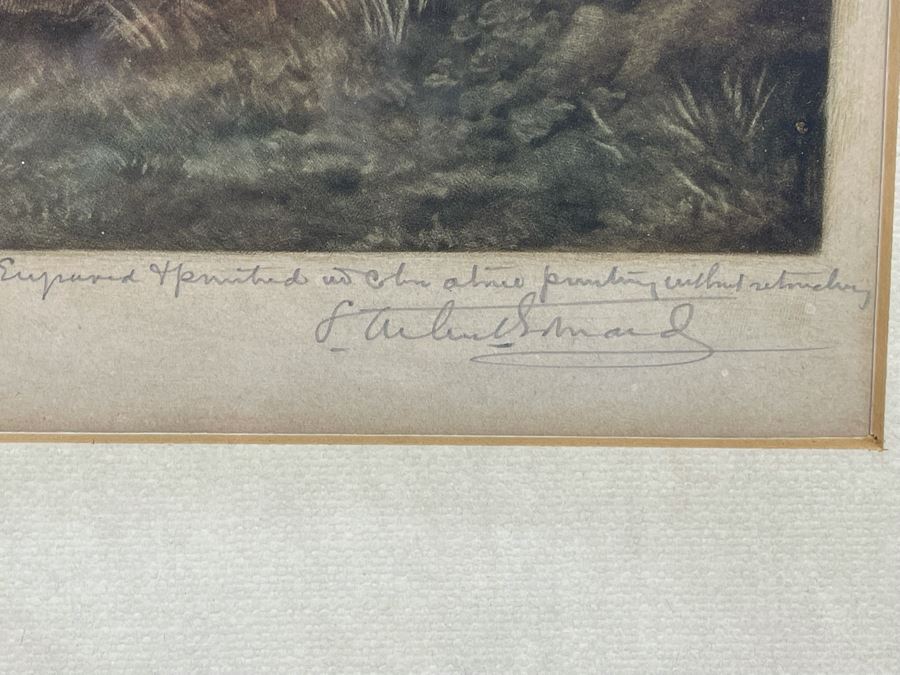 Engraved & printed in color at one printing without retouching
S. Arlent Edwards